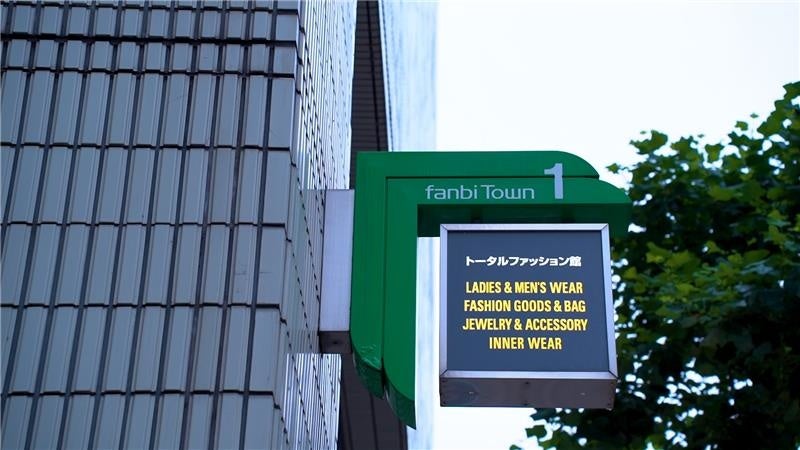 fanbi Town 1
トータルファッション館
LADIES & MEN'S WEAR
FASHION GOODS & BAG
JEWELRY & ACCESSORY
INNER WEAR